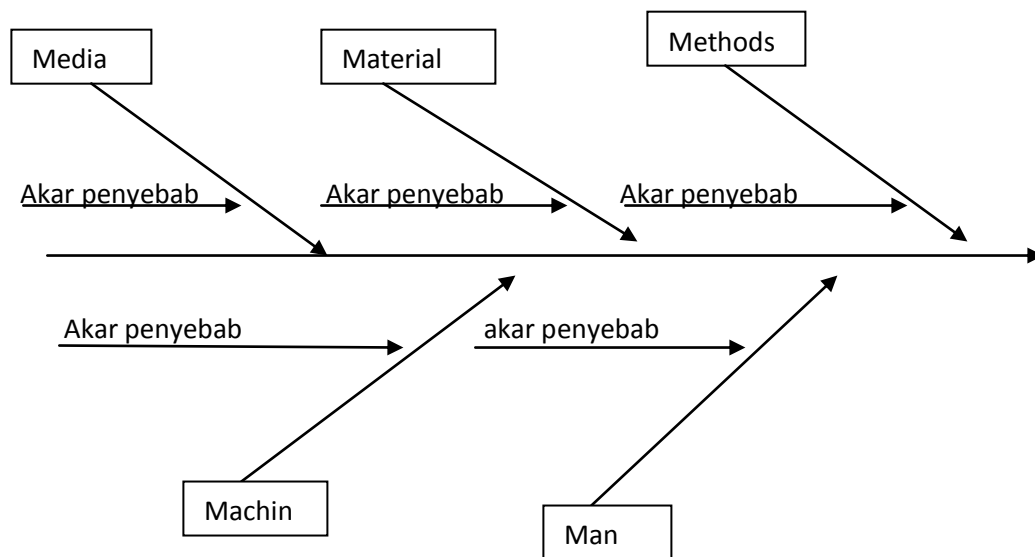 Media
Material
Methods
Akar penyebab
Akar penyebab
Akar penyebab
Akar penyebab
akar penyebab
Machin
Man